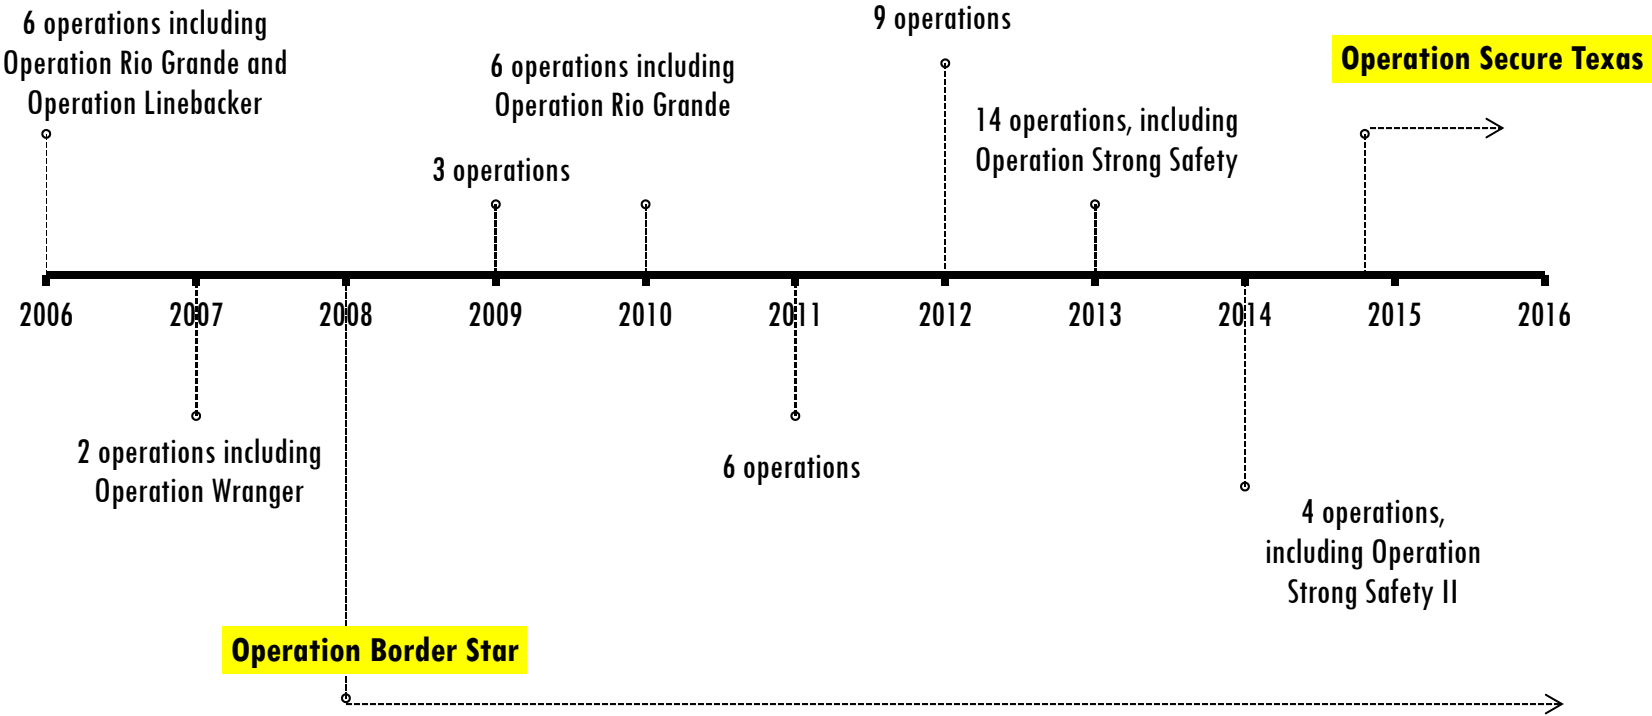 6 operations including
Operation Rio Grande and
Operation Linebacker
6 operations including
Operation Rio Grande
3 operations
9 operations
14 operations, including
Operation Strong Safety
Operation Secure Texas
2006
2007
2008
2009
2010
2011
2012
2013
2014
2015
2016
2 operations including
Operation Wranger
6 operations
4 operations,
including Operation
Strong Safety II
Operation Border Star